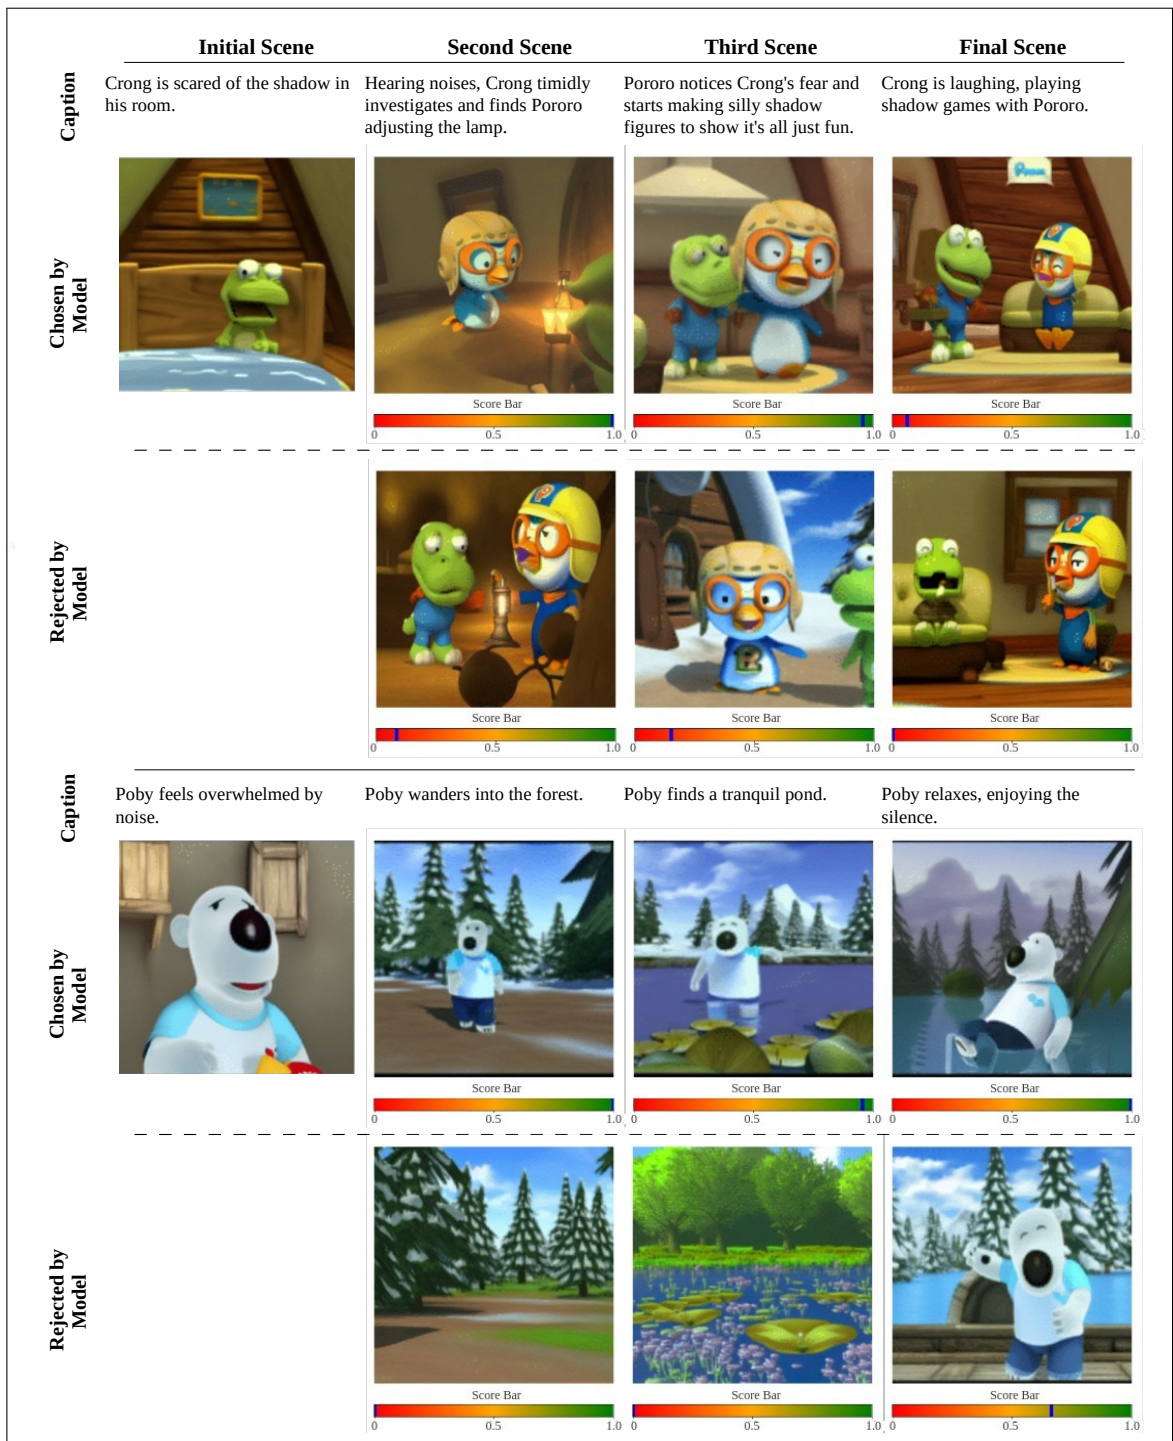 Initial Scene
Second Scene
Third Scene
Final Scene
Caption
Crong is scared of the shadow in
his room.
Hearing noises, Crong timidly
investigates and finds Pororo
adjusting the lamp.
Pororo notices Crong's fear and
starts making silly shadow
figures to show it's all just fun.
Crong is laughing, playing
shadow games with Pororo.
Chosen by
Model
Score Bar
0 0.5 1.0
Score Bar
0 0.5 1.0
Score Bar
0 0.5 1.0
Rejected by
Model
P
R
P
Score Bar
0 0.5 1.0
Score Bar
0 0.5 1.0
Score Bar
0 0.5 1.0
Caption
Poby feels overwhelmed by
noise.
Poby wanders into the forest.
Poby finds a tranquil pond.
Poby relaxes, enjoying the
silence.
Chosen by
Model
Score Bar
0 0.5 1.0
Score Bar
0 0.5 1.0
Score Bar
0 0.5 1.0
Rejected by
Model
Score Bar
0 0.5 1.0
Score Bar
0 0.5 1.0
Score Bar
0 0.5 1.0